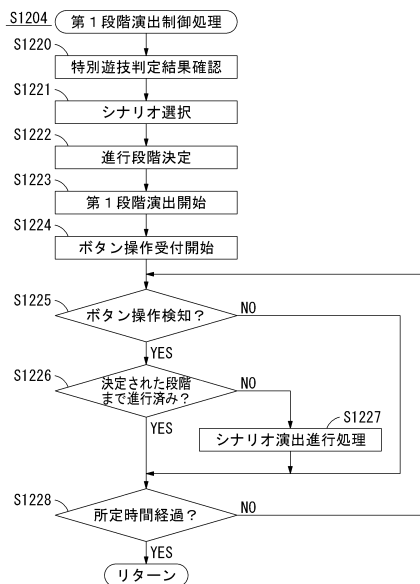 S1204
第1段階演出制御処理
S1220
特別遊技判定結果確認
S1221
シナリオ選択
S1222
進行段階決定
S1223
第1段階演出開始
S1224
ボタン操作受付開始
S1225
ボタン操作検知?
NO
YES
S1226
決定された段階
まで進行済み?
NO
YES
S1227
シナリオ演出進行処理
S1228
所定時間経過?
NO
YES
リターン